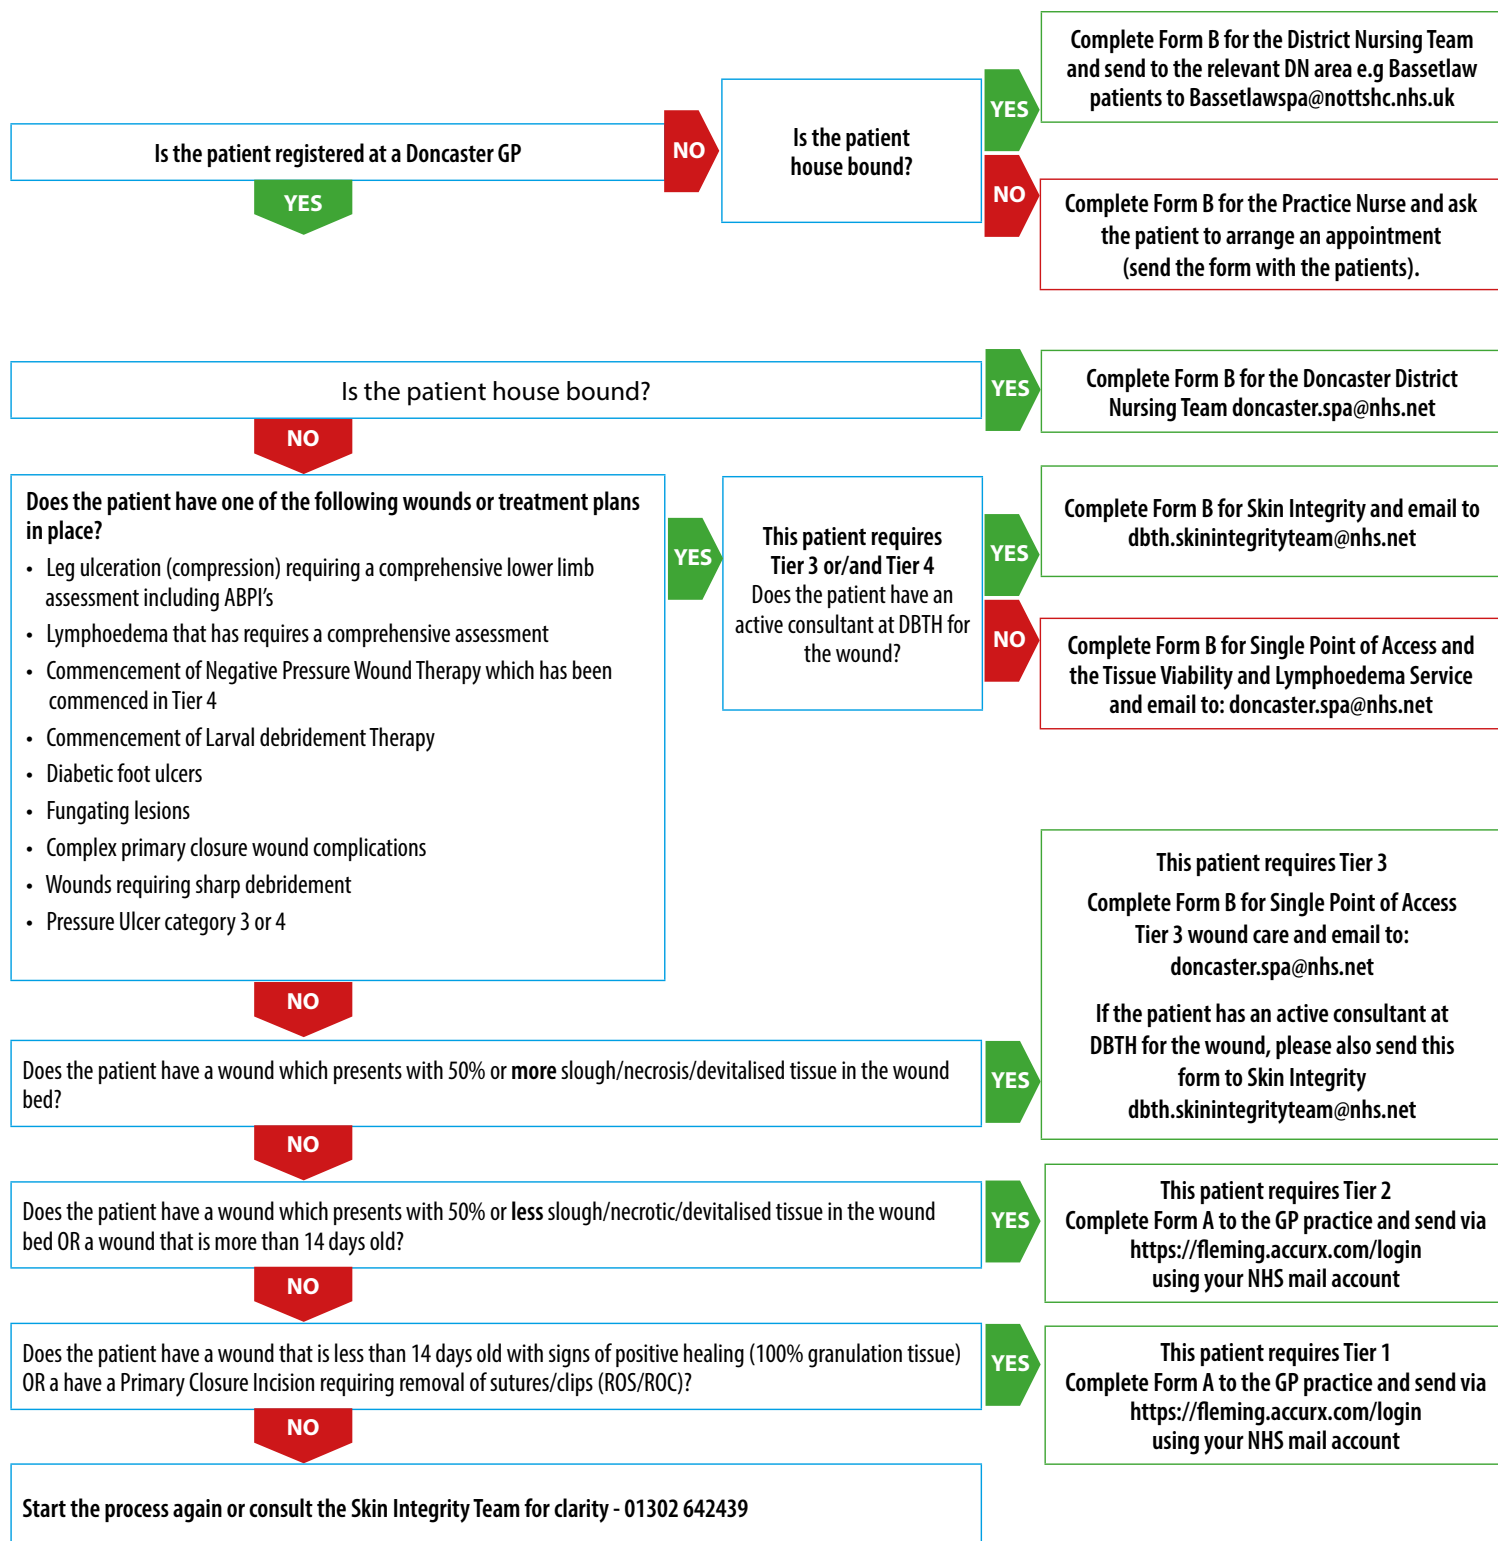 Is the patient registered at a Doncaster GP
NO
YES
Is the patient
house bound?
YES
NO
Complete Form B for the District Nursing Team
and send to the relevant DN area e.g Bassetlaw
patients to Bassetlawspa@nottshc.nhs.uk
Complete Form B for the Practice Nurse and ask
the patient to arrange an appointment
(send the form with the patients).
Is the patient house bound?
YES
NO
Complete Form B for the Doncaster District
Nursing Team doncaster.spa@nhs.net
Does the patient have one of the following wounds or treatment plans
in place?
• Leg ulceration (compression) requiring a comprehensive lower limb
assessment including ABPI's
• Lymphoedema that has requires a comprehensive assessment
• Commencement of Negative Pressure Wound Therapy which has been
commenced in Tier 4
• Commencement of Larval debridement Therapy
• Diabetic foot ulcers
• Fungating lesions
• Complex primary closure wound complications
• Wounds requiring sharp debridement
• Pressure Ulcer category 3 or 4
YES
NO
This patient requires
Tier 3 or/and Tier 4
Does the patient have an
active consultant at DBTH for
the wound?
YES
NO
Complete Form B for Skin Integrity and email to
dbth.skinintegrityteam@nhs.net
Complete Form B for Single Point of Access and
the Tissue Viability and Lymphoedema Service
and email to: doncaster.spa@nhs.net
Does the patient have a wound which presents with 50% or more slough/necrosis/devitalised tissue in the wound
bed?
YES
NO
This patient requires Tier 3
Complete Form B for Single Point of Access
Tier 3 wound care and email to:
doncaster.spa@nhs.net
If the patient has an active consultant at
DBTH for the wound, please also send this
form to Skin Integrity
dbth.skinintegrityteam@nhs.net
Does the patient have a wound which presents with 50% or less slough/necrotic/devitalised tissue in the wound
bed OR a wound that is more than 14 days old?
YES
NO
This patient requires Tier 2
Complete Form A to the GP practice and send via
https://fleming.accurx.com/login
using your NHS mail account
Does the patient have a wound that is less than 14 days old with signs of positive healing (100% granulation tissue)
OR a have a Primary Closure Incision requiring removal of sutures/clips (ROS/ROC)?
YES
NO
This patient requires Tier 1
Complete Form A to the GP practice and send via
https://fleming.accurx.com/login
using your NHS mail account
Start the process again or consult the Skin Integrity Team for clarity - 01302 642439